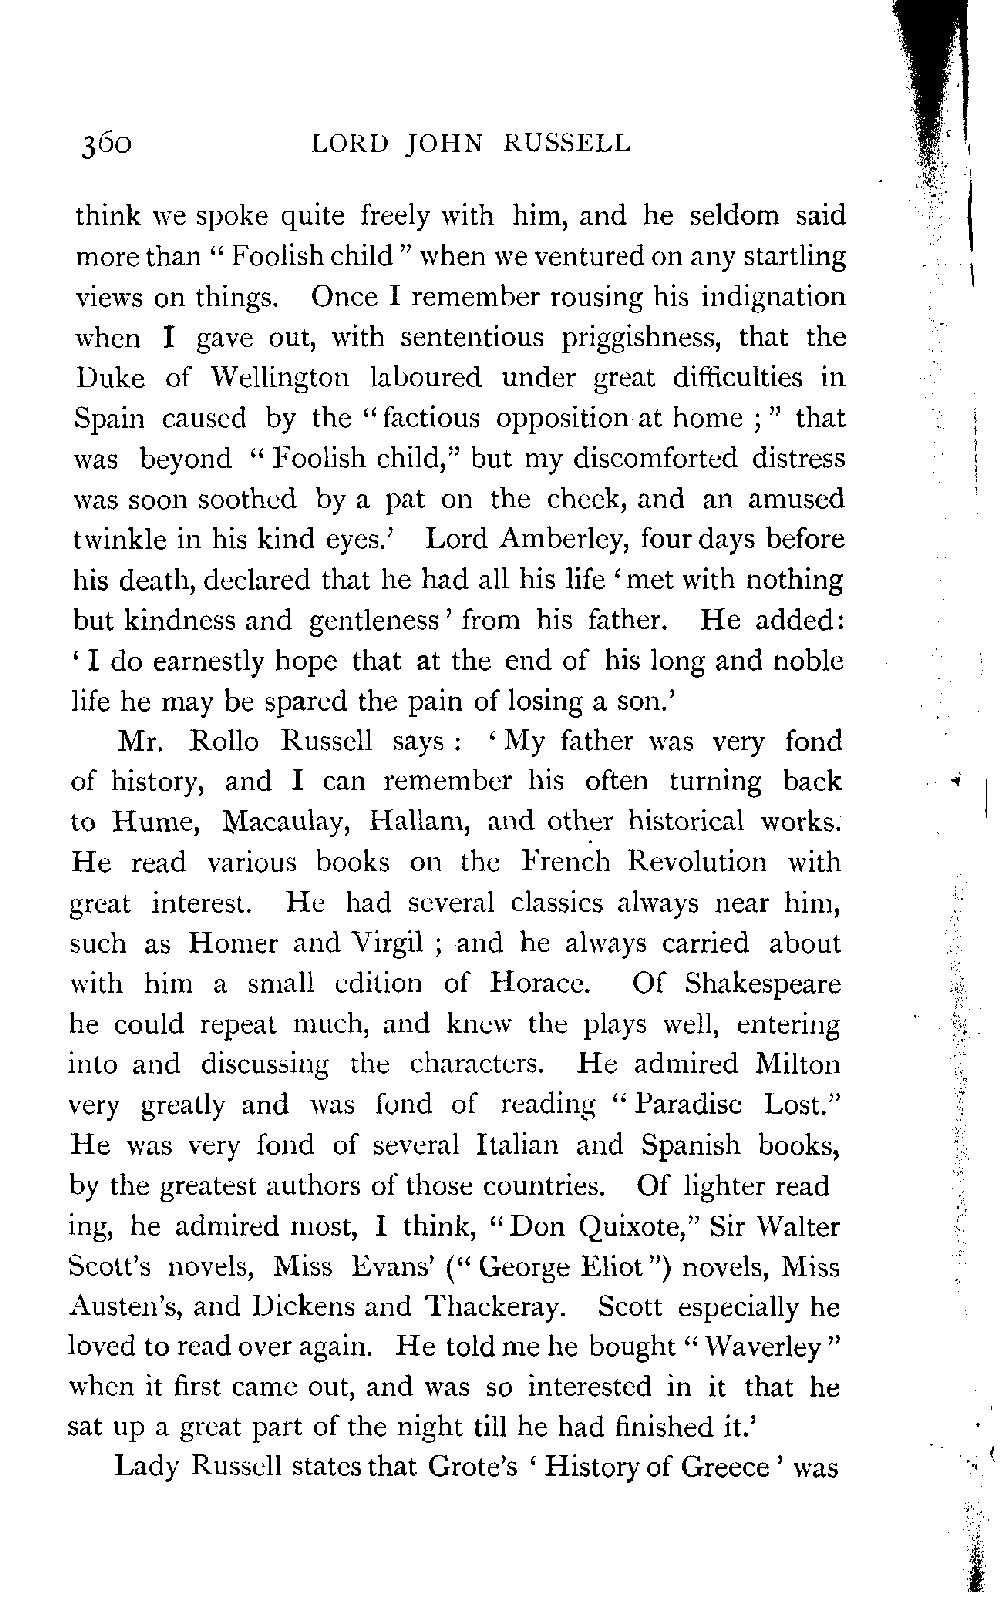 360 LORD JOHN RUSSELL
think we spoke quite freely with him, and he seldom said
more than “ Foolish child ” when we ventured on any startling
views on things. Once I remember rousing his indignation
when I gave out, with sententious priggishness, that the
Duke of Wellington laboured under great difficulties in
Spain caused by the “ factious opposition at home ; ” that
was beyond “ Foolish child,” but my discomforted distress
was soon soothed by a pat on the cheek, and an amused
twinkle in his kind eyes.’ Lord Amberley, four days before
his death, declared that he had all his life ‘ met with nothing
but kindness and gentleness ’ from his father. He added:
‘ I do earnestly hope that at the end of his long and noble
life he may be spared the pain of losing a son.’
Mr. Rollo Russell says : ‘ My father was very fond
of history, and I can remember his often turning back
to Hume, Macaulay, Hallam, and other historical works.
He read various books on the French Revolution with
great interest. He had several classics always near him,
such as Homer and Virgil ; and he always carried about
with him a small edition of Horace. Of Shakespeare
he could repeat much, and knew the plays well, entering
into and discussing the characters. He admired Milton
very greatly and was fond of reading “ Paradise Lost.”
He was very fond of several Italian and Spanish books,
by the greatest authors of those countries. Of lighter read
ing, he admired most, I think, “ Don Quixote,” Sir Walter
Scott’s novels, Miss Evans’ (“ George Eliot ”) novels, Miss
Austen’s, and Dickens and Thackeray. Scott especially he
loved to read over again. He told me he bought “ Waverley ”
when it first came out, and was so interested in it that he
sat up a great part of the night till he had finished it.’
Lady Russell states that Grote’s ‘ History of Greece ’ was